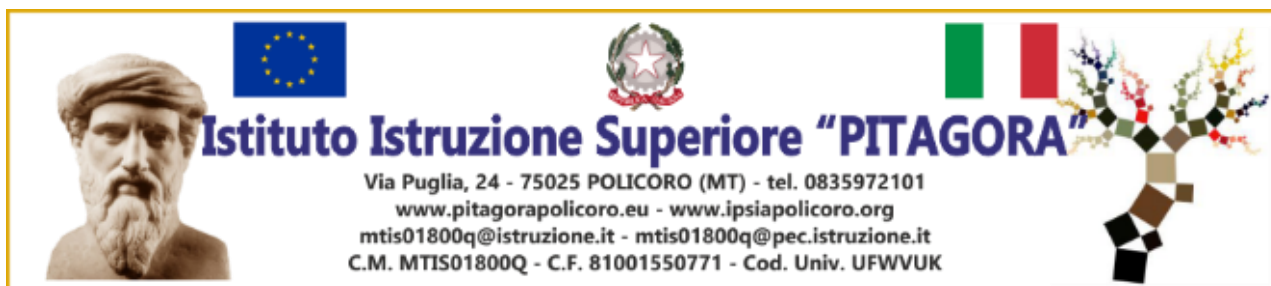 Istituto Istruzione Superiore “PITAGORA”
Via Puglia, 24 - 75025 POLICORO (MT) - tel. 0835972101
www.pitagorapolicoro.eu - www.ipsiapolicoro.org
mtis01800q@istruzione.it - mtis01800q@pec.istruzione.it
C.M. MTIS01800Q - C.F. 81001550771 - Cod. Univ. UFWVUK